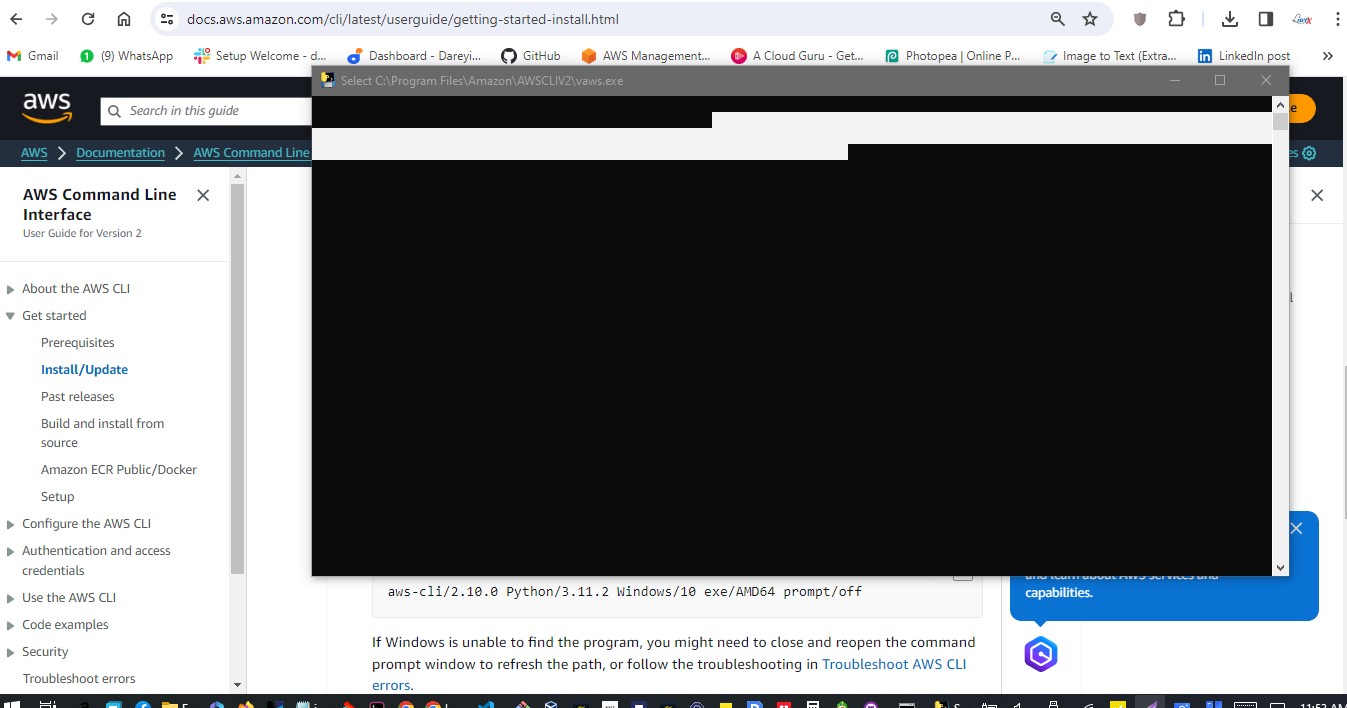 docs.aws.amazon.com/cli/latest/userguide/getting-started-install.html
Gmail
(9) WhatsApp
Setup Welcome - d...
Dashboard - Dareyi...
GitHub
AWS Management...
A Cloud Guru - Get...
Photopea | Online P...
Image to Text (Extra...
LinkedIn post
»
Select C:\Program Files\Amazon\AWSCLIV2\vaws.exe
aws
Search in this guide
AWS
Documentation
AWS Command Line
AWS Command Line
Interface
User Guide for Version 2
About the AWS CLI
Get started
Prerequisites
Install/Update
Past releases
Build and install from
source
Amazon ECR Public/Docker
Setup
Configure the AWS CLI
Authentication and access
credentials
Use the AWS CLI
Code examples
Security
Troubleshoot errors
aws-cli/2.10.0 Python/3.11.2 Windows/10 exe/AMD64 prompt/off
If Windows is unable to find the program, you might need to close and reopen the command
prompt window to refresh the path, or follow the troubleshooting in Troubleshoot AWS CLI
errors.
and learn about AWS services and
capabilities.